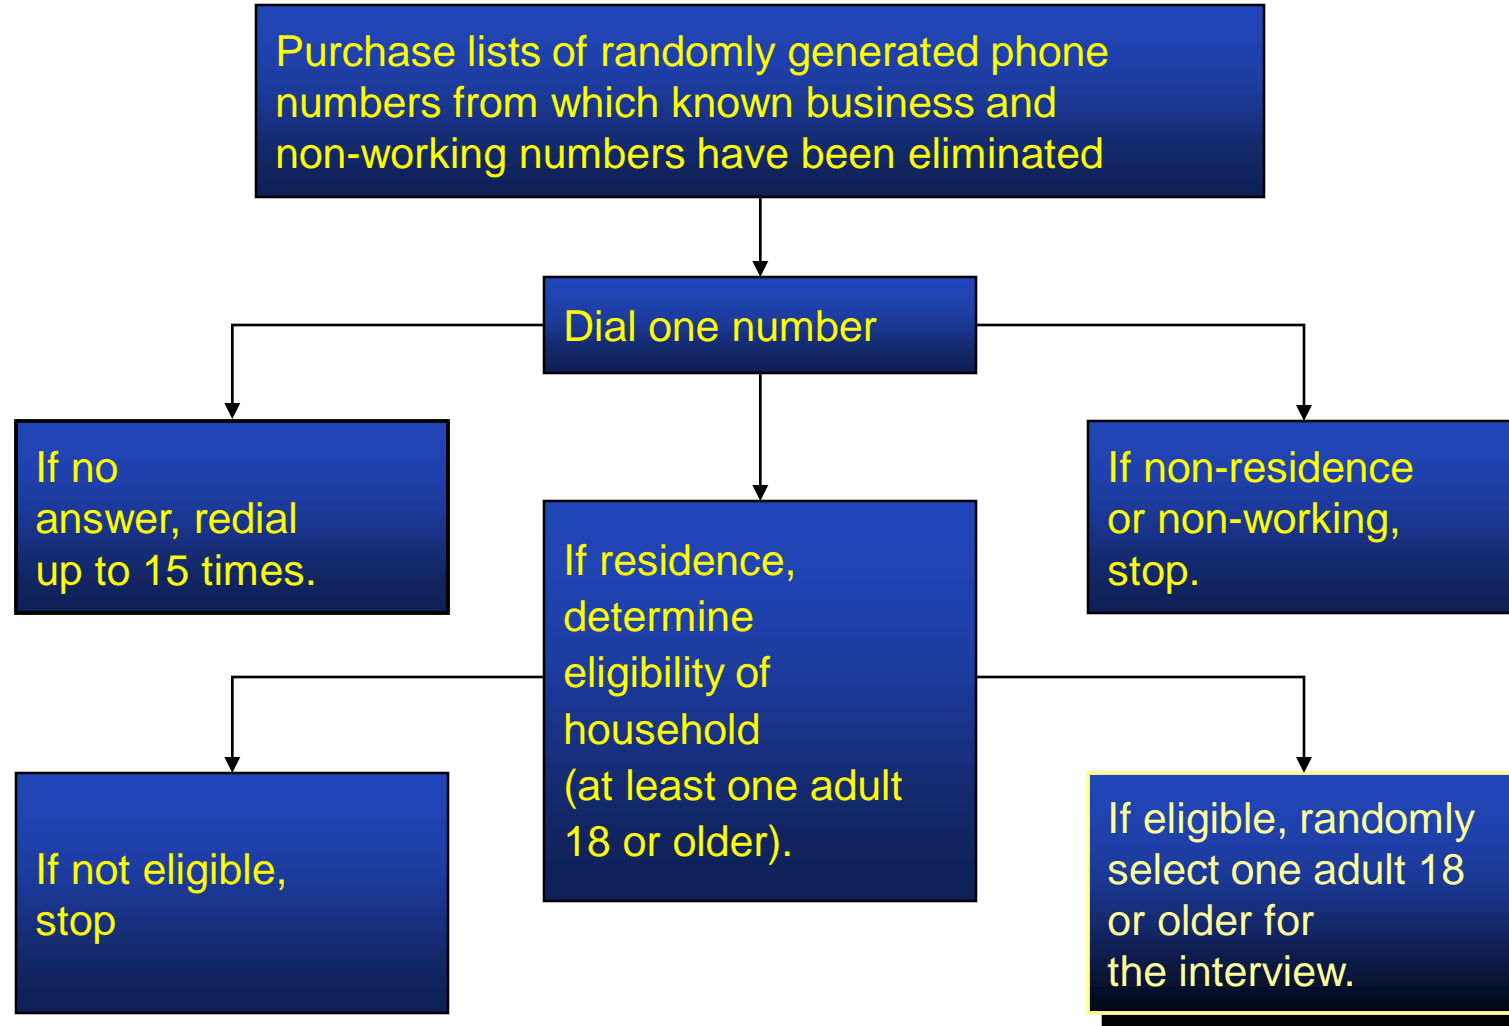 Purchase lists of randomly generated phone
numbers from which known business and
non-working numbers have been eliminated
Dial one number
If no
answer, redial
up to 15 times.
If residence,
determine
eligibility of
household
(at least one adult
18 or older).
If non-residence
or non-working,
stop.
If not eligible,
stop
If eligible, randomly
select one adult 18
or older for
the interview.